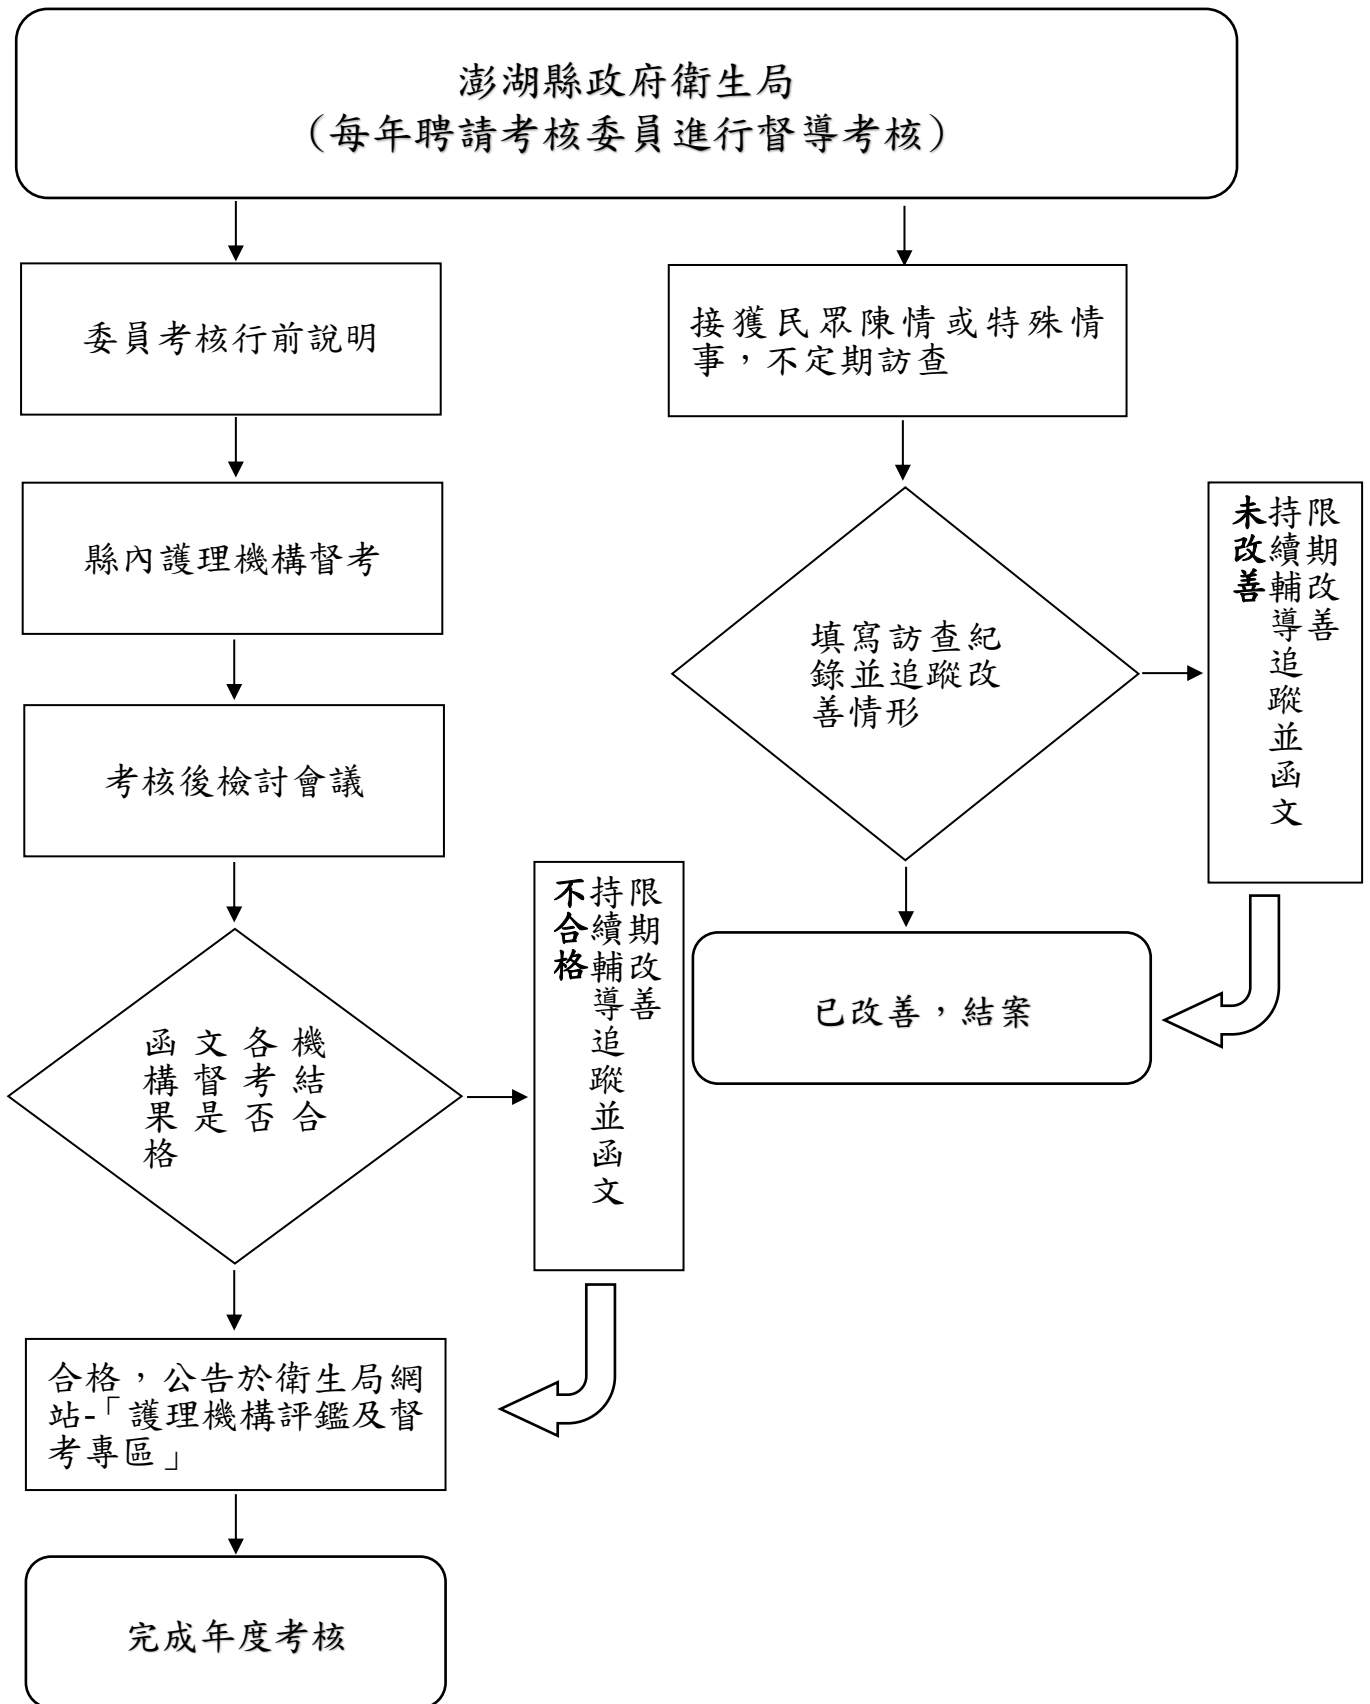 澎湖縣政府衛生局
（每年聘請考核委員進行督導考核）
委員考核行前說明
縣內護理機構督考
考核後檢討會議
函文各機
構督考結
果是否合
格
不合格
持續輔導追蹤並函文
限期改善
合格，公告於衛生局網
站-「護理機構評鑑及督
考專區」
完成年度考核
接獲民眾陳情或特殊情
事，不定期訪查
填寫訪查紀
錄並追蹤改
善情形
未改善
持續輔導追蹤並函文
限期改善
已改善，結案